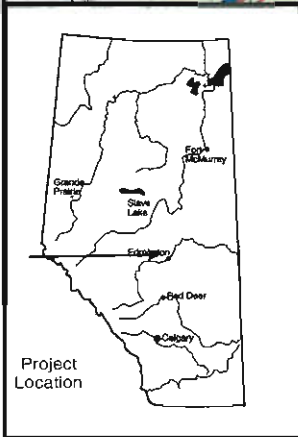 Fort
McMurray
Grande
Prairie
Slave
Lake
Edmonton
Red Deer
Calgary
Project
Location